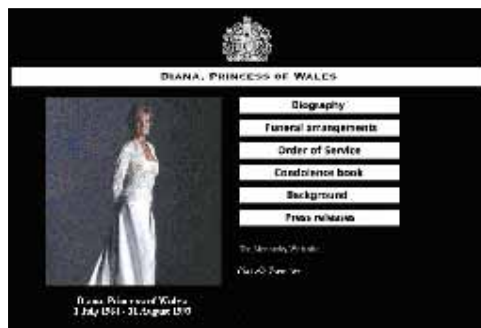 DIANA, PRINCESS OF WALES
Biography
Funeral arrangements
Order of Service
Condolence book
Background
Press releases
Diana, Princess of Wales
1 July 1961 - 31 August 1997